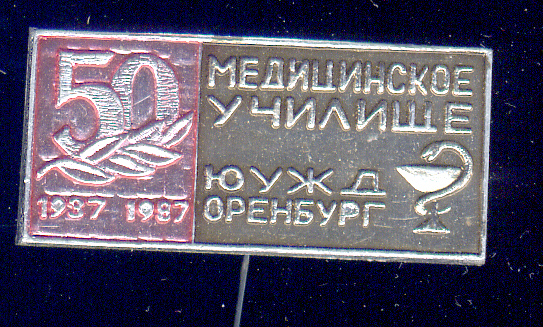 50
1937 1987
МЕДИЦИНСКОЕ
УЧИЛИЩЕ
ЮУЖД
ОРЕНБУРГ